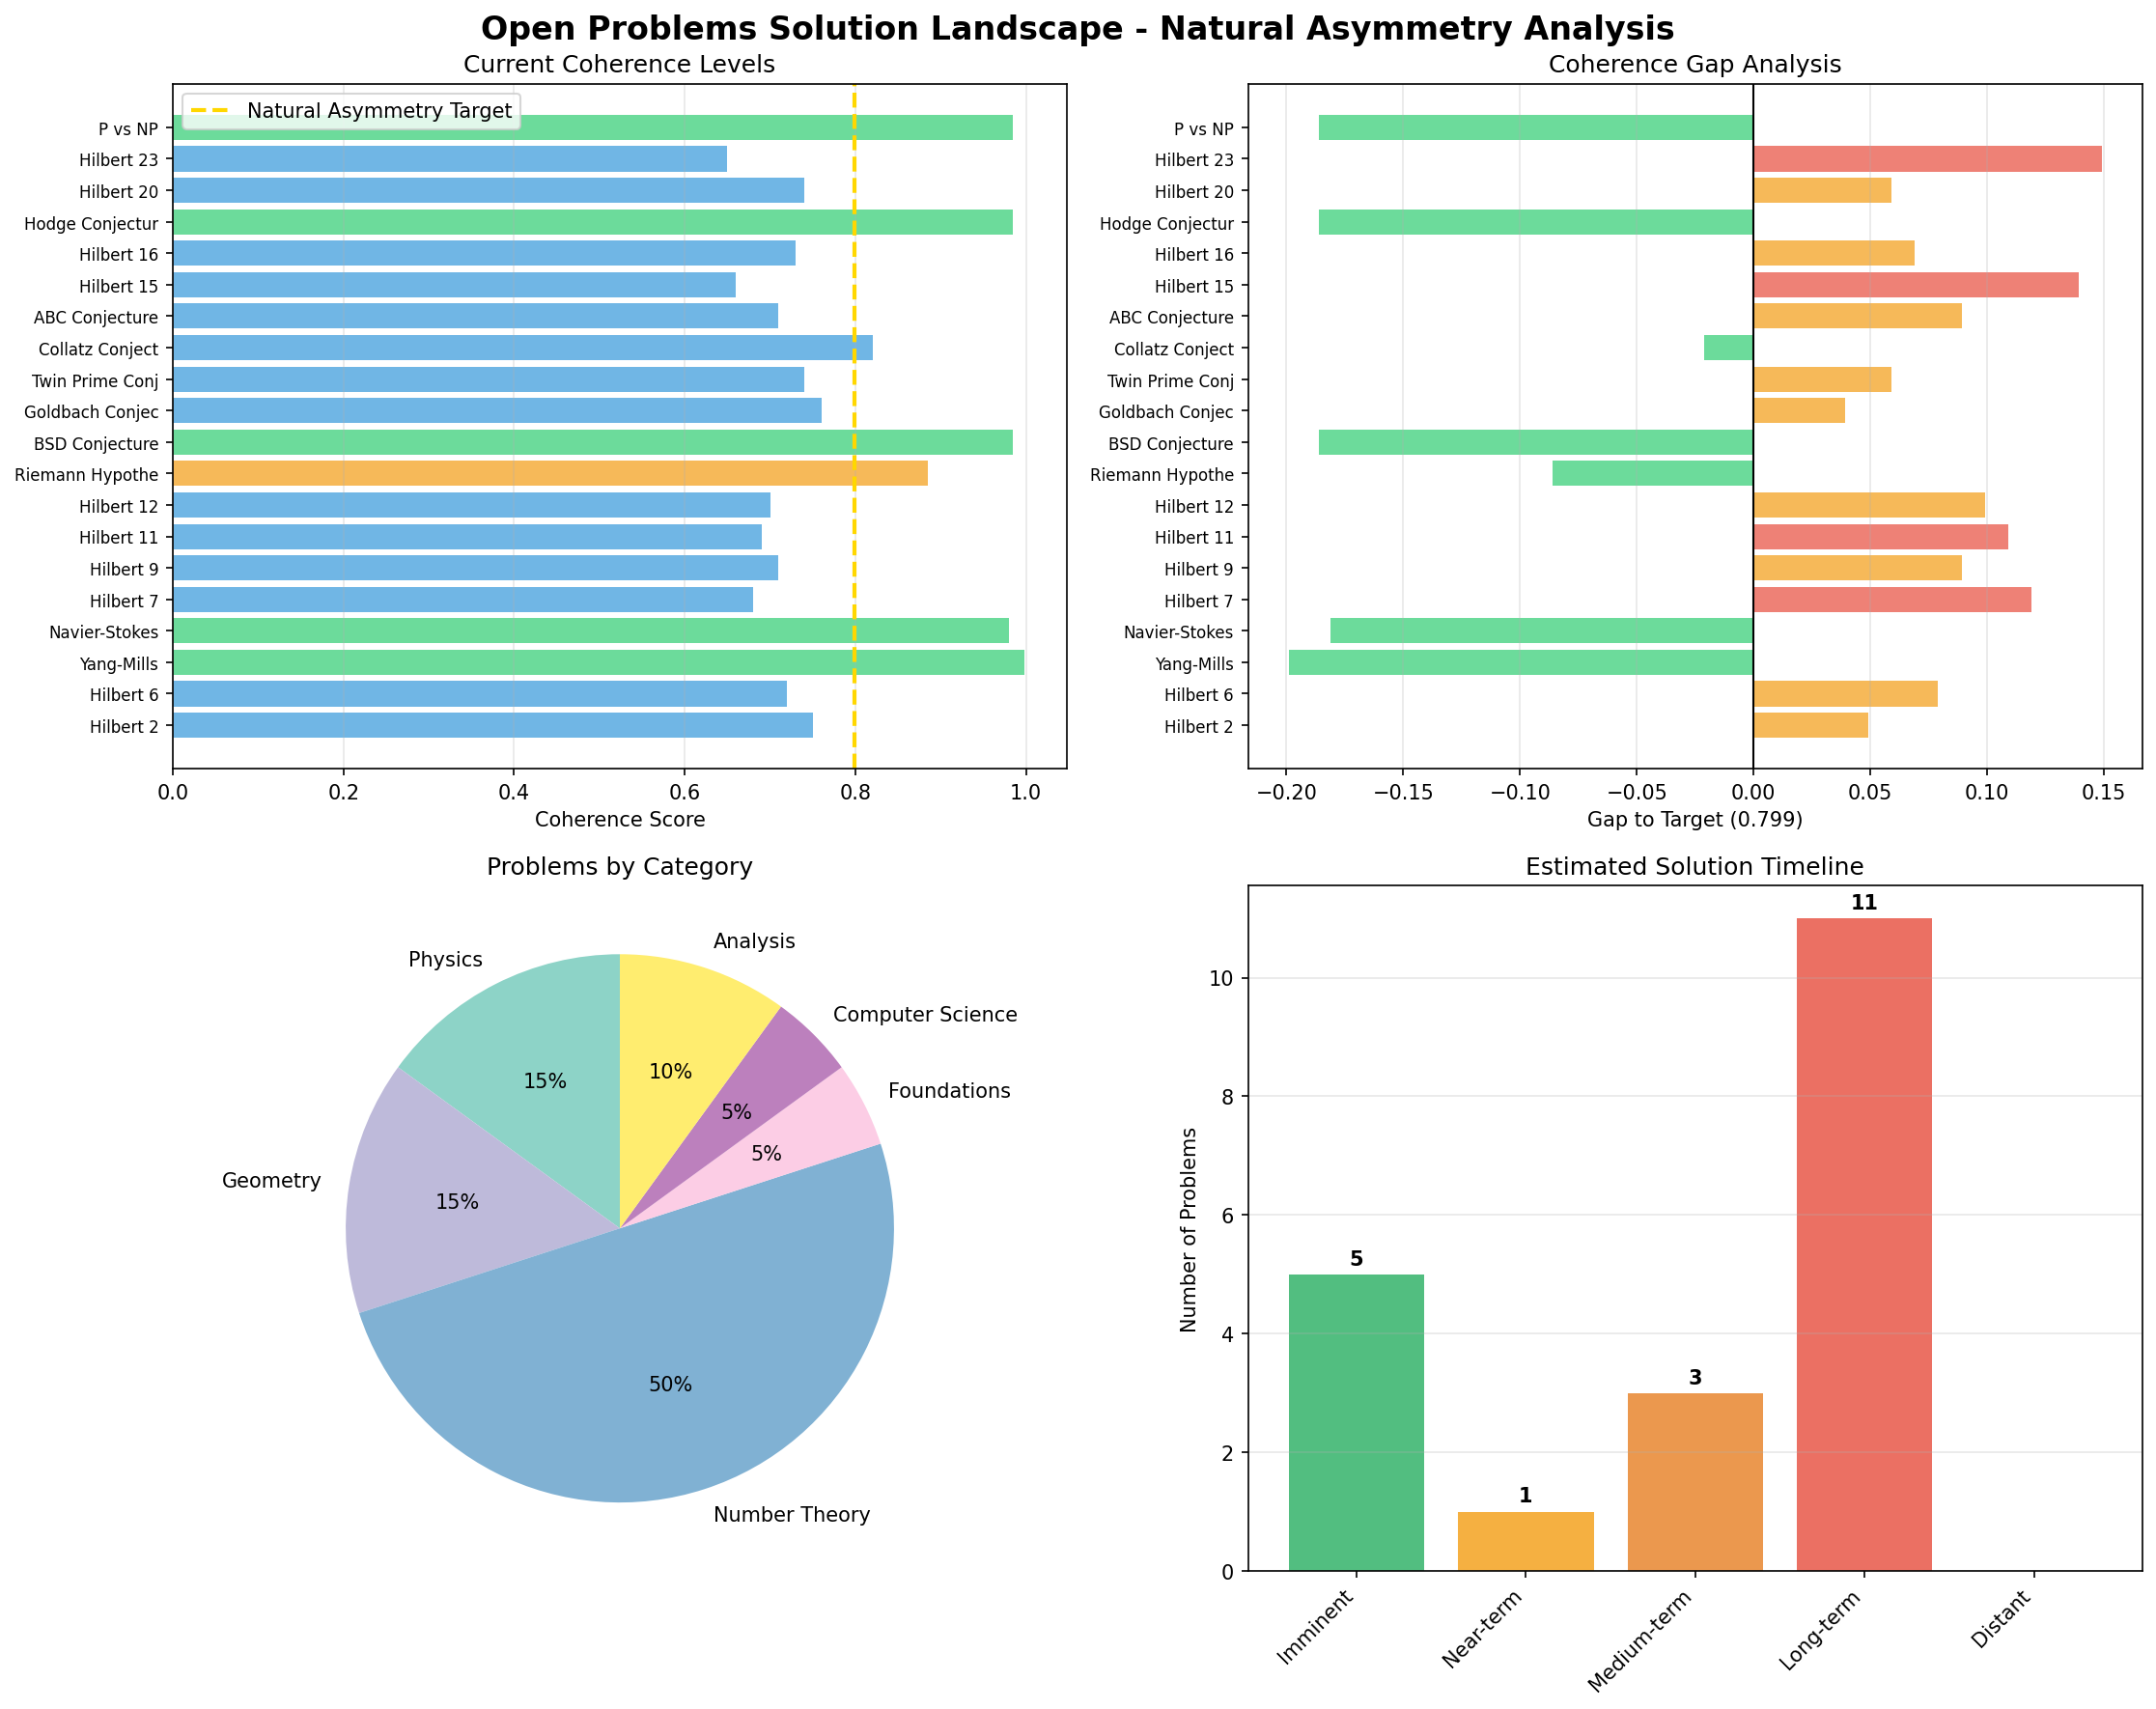 Open Problems Solution Landscape - Natural Asymmetry Analysis
Current Coherence Levels
Natural Asymmetry Target
P vs NP
Hilbert 23
Hilbert 20
Hodge Conjectur
Hilbert 16
Hilbert 15
ABC Conjecture
Collatz Conject
Twin Prime Conj
Goldbach Conjec
BSD Conjecture
Riemann Hypothe
Hilbert 12
Hilbert 11
Hilbert 9
Hilbert 7
Navier-Stokes
Yang-Mills
Hilbert 6
Hilbert 2
0.0 0.2 0.4 0.6 0.8 1.0
Coherence Score
Coherence Gap Analysis
P vs NP
Hilbert 23
Hilbert 20
Hodge Conjectur
Hilbert 16
Hilbert 15
ABC Conjecture
Collatz Conject
Twin Prime Conj
Goldbach Conjec
BSD Conjecture
Riemann Hypothe
Hilbert 12
Hilbert 11
Hilbert 9
Hilbert 7
Navier-Stokes
Yang-Mills
Hilbert 6
Hilbert 2
−0.20 −0.15 −0.10 −0.05 0.00 0.05 0.10 0.15
Gap to Target (0.799)
Problems by Category
Analysis
Physics
Computer Science
Foundations
Geometry
Number Theory
10%
15%
5%
5%
15%
50%
Estimated Solution Timeline
Number of Problems
10
8
6
4
2
0
5
1
3
11
Imminent
Near-term
Medium-term
Long-term
Distant